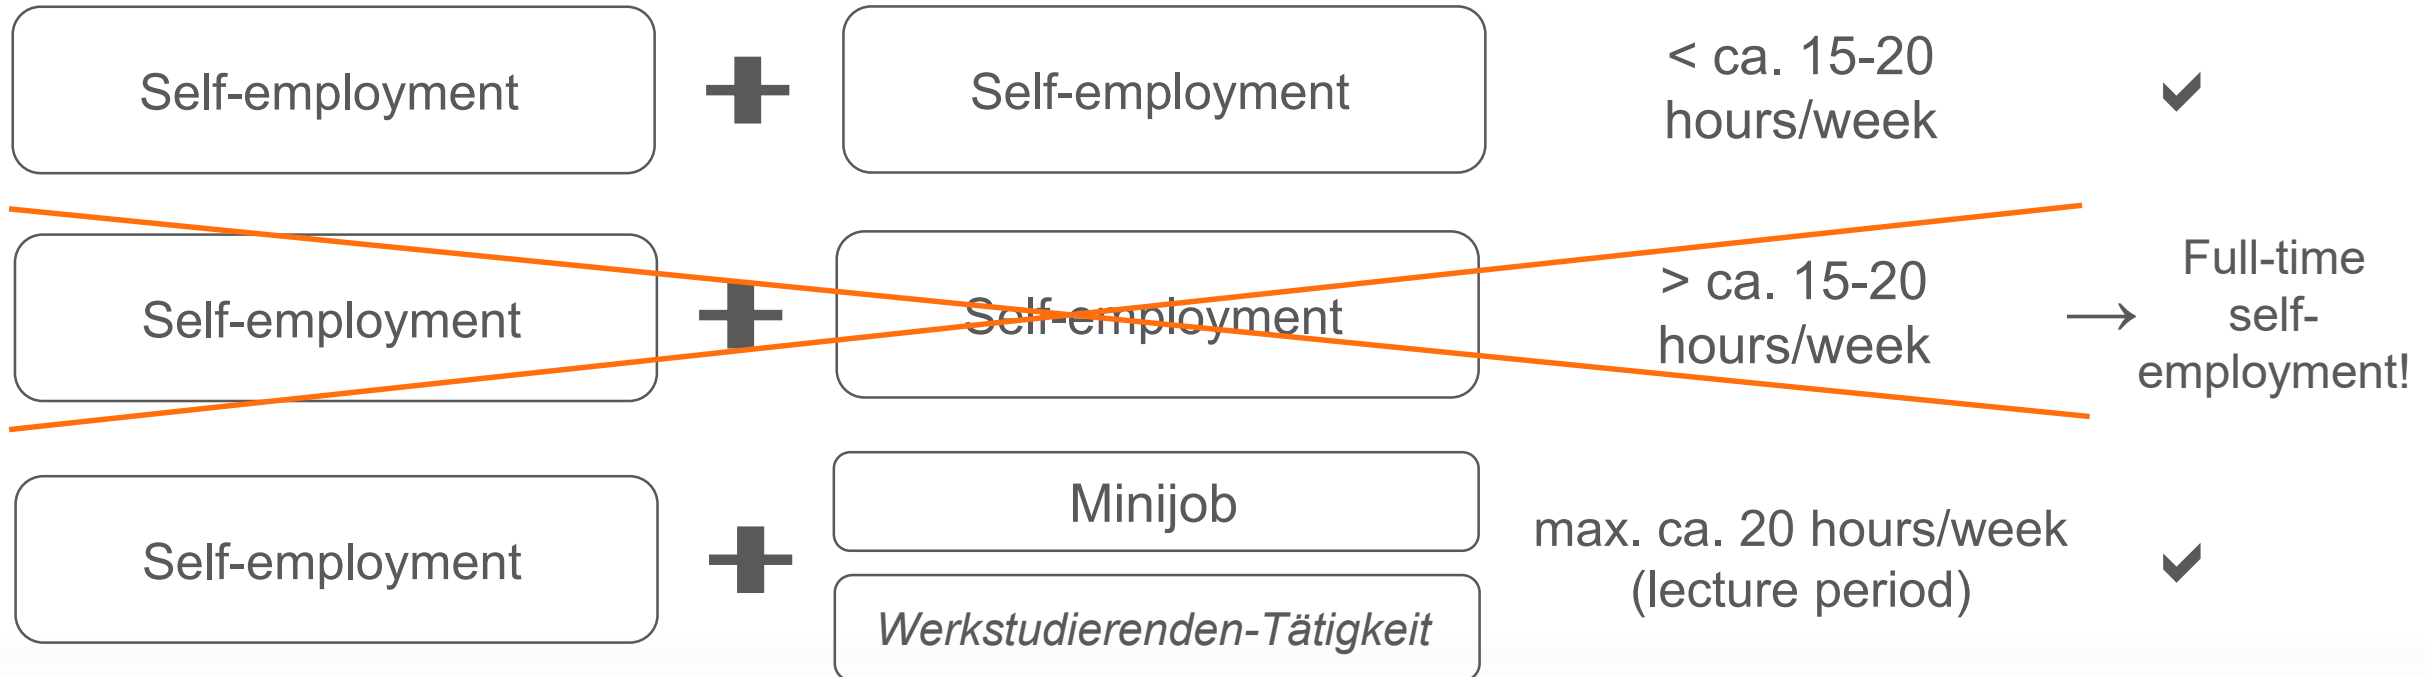 Self-employment
Self-employment
< ca. 15-20
hours/week
Self-employment
Self-employment
> ca. 15-20
hours/week
Full-time
self-
employment!
Self-employment
Minijob
Werkstudierenden-Tätigkeit
max. ca. 20 hours/week
(lecture period)